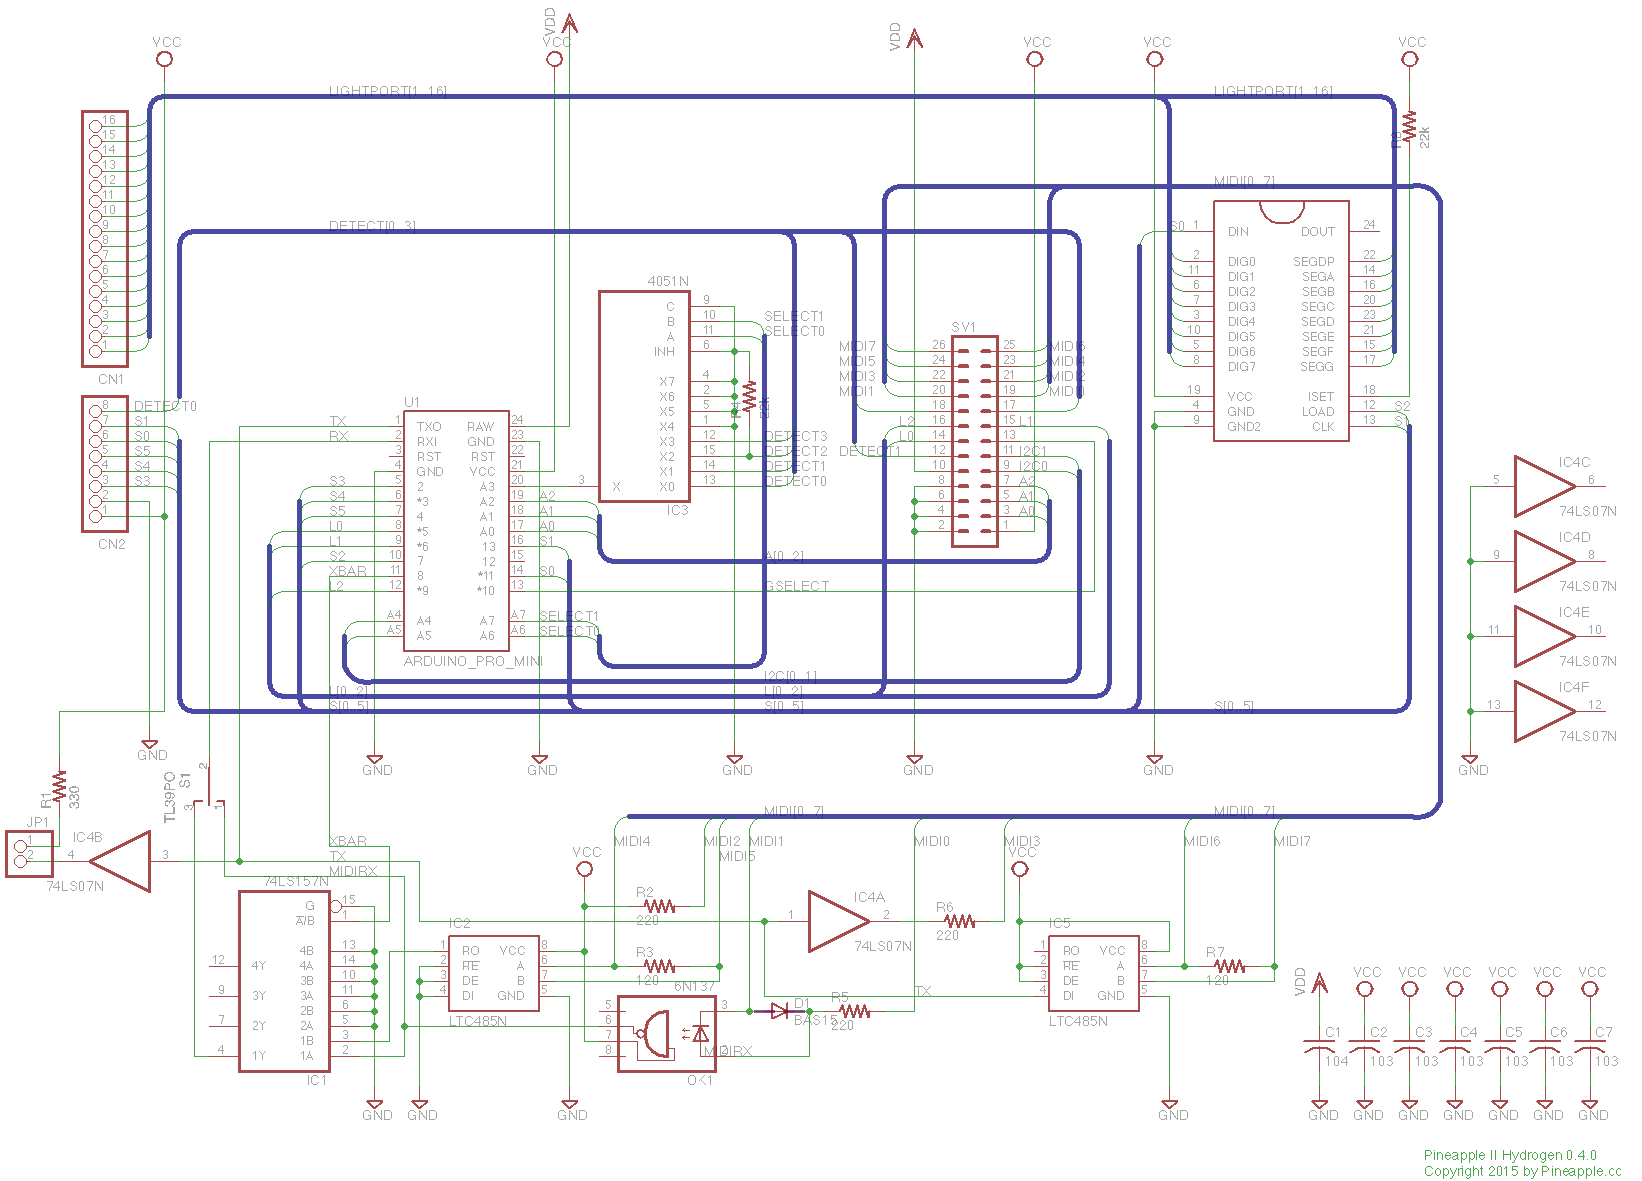 VCC
VDD
VCC
VDD
VCC
VCC
VCC
LIGHTPORT[1..16]
LIGHTPORT[1..16]
22k
16
15
14
13
12
11
10
9
8
7
6
5
4
3
2
1
CN1
MIDI[0..7]
DETECT[0..3]
S0
1 DIN DOUT 24
2 DIG0 SEGDP 22
11 DIG1 SEGA 14
6 DIG2 SEGB 16
7 DIG3 SEGC 20
3 DIG4 SEGD 23
10 DIG5 SEGE 21
5 DIG6 SEGF 15
8 DIG7 SEGG 17
19 VCC ISET 18
4 GND LOAD 12 S2
9 GND2 CLK 13
4051N
C 9
B 10 SELECT1
A 11 SELECT0
INH 6
X7 4
X6 2
X5 5
X4 1
X3 12 DETECT3
X2 15 DETECT2
X1 14 DETECT1
3 X X0 13 DETECT0
IC3
22k
SV1
MIDI7 26 25 MIDI6
MIDI5 24 23 MIDI4
MIDI3 22 21 MIDI2
MIDI1 20 19 MIDI0
18 17
L2 16 15 L1
L0 14 13
DETECT1 12 11 I2C1
10 9 I2C0
8 7 A2
6 5 A1
4 3 A0
2 1
8 DETECT0
7 S1
6 S0
5 S5
4 S4
3 S3
2
1
CN2
U1
TX 1 TXO RAW 24
RX 2 RXI GND 23
3 RST RST 22
4 GND VCC 21
S3 5 2 A3 20
S4 6 *3 A2 19 A2
S5 7 4 A1 18 A1
L0 8 *5 A0 17 A0
L1 9 *6 13 16 S1
S2 10 7 12 15
XBAR 11 8 *11 14 S0
L2 12 *9 *10 13
A4 A4 A7 A7 SELECT1
A5 A5 A6 A6 SELECT0
ARDUINO_PRO_MINI
A[0..2]
GSELECT
I2C[0..1]
L[0..2]
L[0..2]
S[0..5]
S[0..5]
S[0..5]
IC4C
5 6
74LS07N
IC4D
9 8
74LS07N
IC4E
11 10
74LS07N
IC4F
13 12
74LS07N
GND
GND
GND
GND
GND
GND
GND
R1
330
TL39PO
S1
2
3
1
JP1
1
2
IC4B
4 3
74LS07N
XBAR
TX
MIDIRX
MIDI[0..7]
MIDI[0..7]
MIDI4
MIDI2
MIDI5
MIDI1
MIDI0
MIDI3
MIDI6
MIDI7
VCC
VCC
74LS157N
G 15
A/B 1
4B 13
12 4Y 4A 14
3B 10
9 3Y 3A 11
2B 6
7 2Y 2A 5
1B 3
4 1Y 1A 2
IC1
IC2
1 RO VCC 8
2 RE A 6
3 DE B 7
4 DI GND 5
LTC485N
R2
220
R3
120
6N137
5
6
7
8
3
2
MIDIRX
OK1
D1
BAS15
R5
220
TX
IC4A
1 2
74LS07N
R6
220
IC5
1 RO VCC 8
2 RE A 6
3 DE B 7
4 DI GND 5
LTC485N
R7
120
VDD
VCC
VCC
VCC
VCC
VCC
VCC
C1
104
C2
103
C3
103
C4
103
C5
103
C6
103
C7
103
GND
GND
GND
GND
GND
GND
GND
GND
GND
GND
GND
Pineapple II Hydrogen 0.4.0
Copyright 2015 by Pineapple.cc